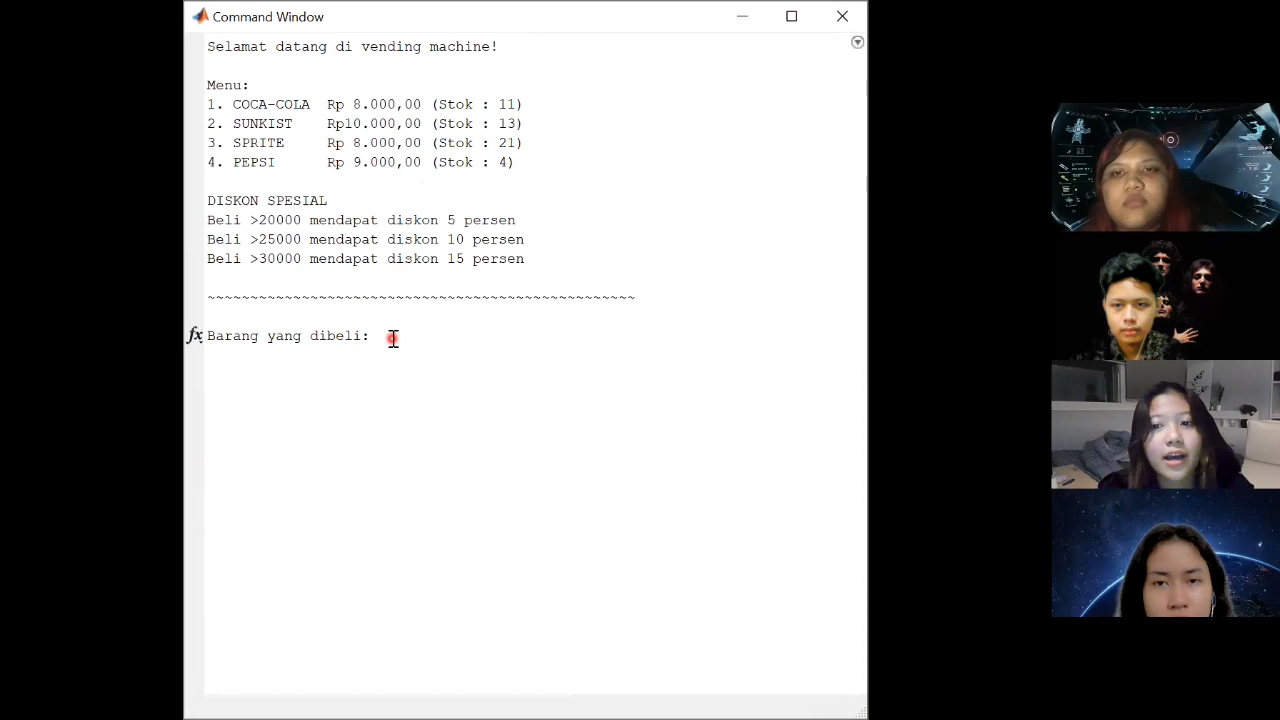 Command Window
Selamat datang di vending machine!
Menu:
1. COCA-COLA  Rp 8.000,00 (Stok : 11)
2. SUNKIST    Rp10.000,00 (Stok : 13)
3. SPRITE     Rp 8.000,00 (Stok : 21)
4. PEPSI      Rp 9.000,00 (Stok : 4)
DISKON SPESIAL
Beli >20000 mendapat diskon 5 persen
Beli >25000 mendapat diskon 10 persen
Beli >30000 mendapat diskon 15 persen
~~~~~~~~~~~~~~~~~~~~~~~~~~~~~~~~~~~~~~~~~~~~~~~~~~
fx Barang yang dibeli: